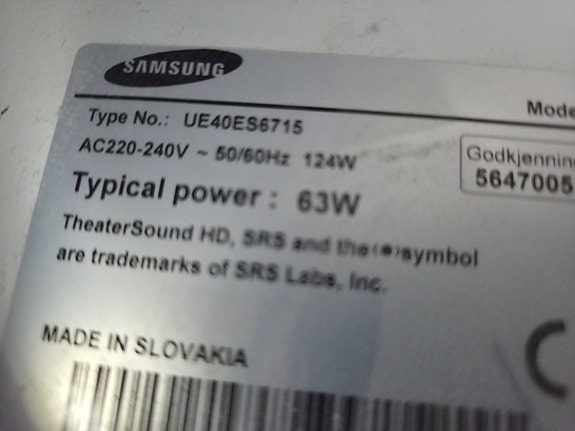 SAMSUNG
Mode
Type No.: UE40ES6715
AC220-240V ~ 50/60Hz 124W
Godkjenning
5647005
Typical power : 63W
TheaterSound HD, SRS and the (●) symbol
are trademarks of SRS Labs, Inc.
MADE IN SLOVAKIA
CE